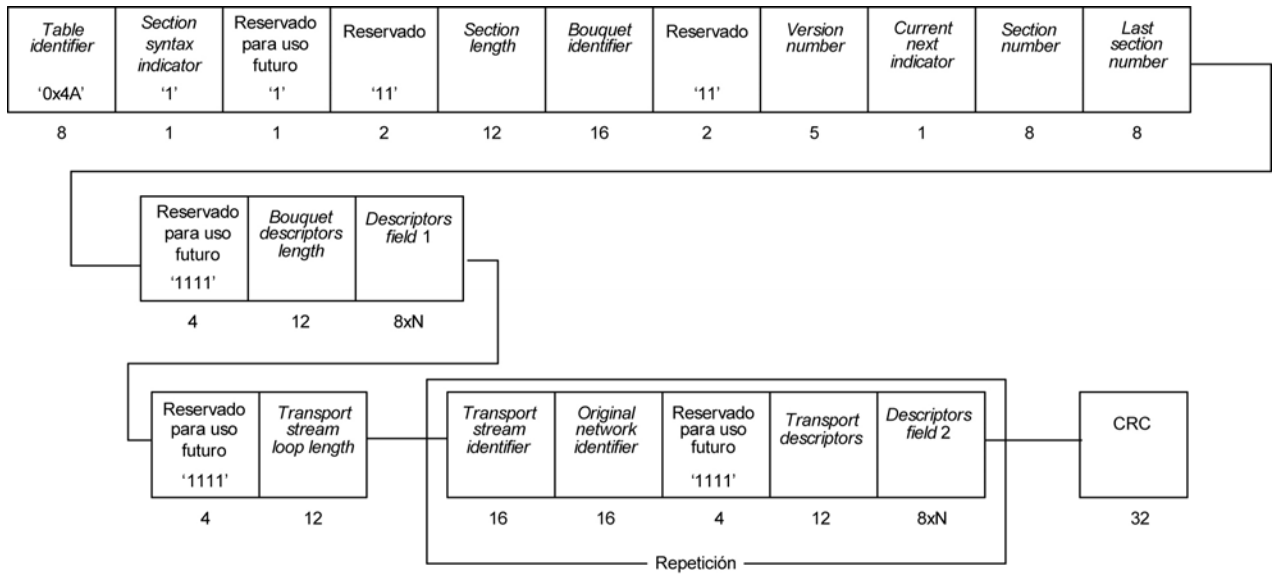 Table identifier '0x4A'
Section syntax indicator '1'
Reservado para uso futuro '1'
Reservado '11'
Section length
Bouquet identifier
Reservado '11'
Version number
Current next indicator
Section number
Last section number
8 1 1 2 12 16 2 5 1 8 8
Reservado para uso futuro '1111'
Bouquet descriptors length
Descriptors field 1
4 12 8xN
Reservado para uso futuro '1111'
Transport stream loop length
Transport stream identifier
Original network identifier
Reservado para uso futuro '1111'
Transport descriptors
Descriptors field 2
CRC
4 12 16 16 4 12 8xN 32
Repetición